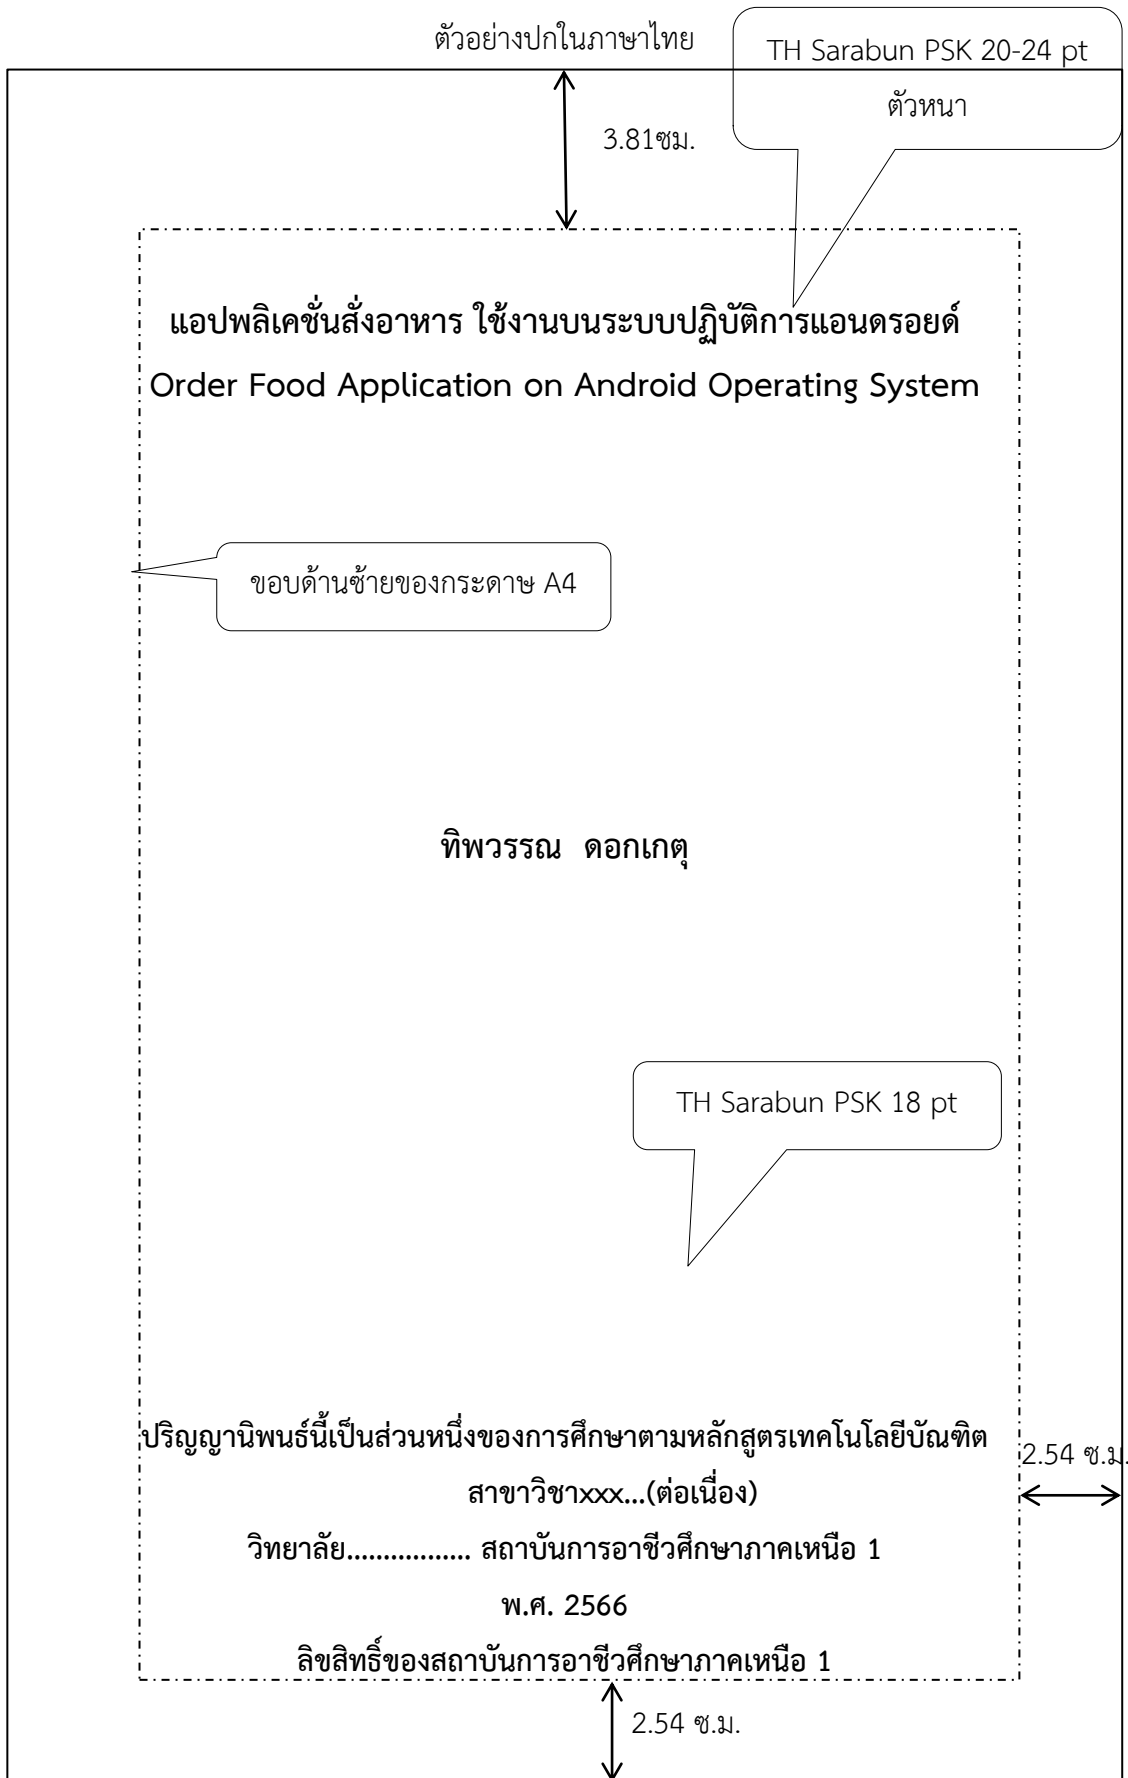 ตัวอย่างปกในภาษาไทย
TH Sarabun PSK 20-24 pt
ตัวหนา
3.81ซม.
แอปพลิเคชั่นสั่งอาหาร ใช้งานบนระบบปฏิบัติการแอนดรอยด์
Order Food Application on Android Operating System
ขอบด้านซ้ายของกระดาษ A4
ทิพวรรณ ดอกเกตุ
TH Sarabun PSK 18 pt
ปริญญานิพนธ์นี้เป็นส่วนหนึ่งของการศึกษาตามหลักสูตรเทคโนโลยีบัณฑิต
2.54 ซ.ม.
สาขาวิชาxxx...(ต่อเนื่อง)
วิทยาลัย................. สถาบันการอาชีวศึกษาภาคเหนือ 1
พ.ศ. 2566
ลิขสิทธิ์ของสถาบันการอาชีวศึกษาภาคเหนือ 1
2.54 ซ.ม.